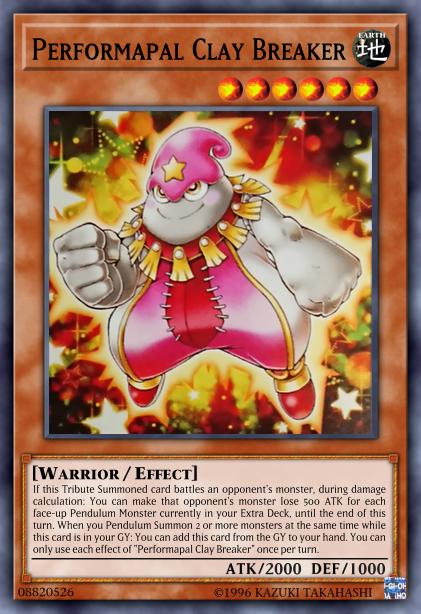 PERFORMAPAL CLAY BREAKER
EARTH
地
[WARRIOR / EFFECT]
If this Tribute Summoned card battles an opponent's monster, during damage
calculation: You can make that opponent's monster lose 500 ATK for each
face-up Pendulum Monster currently in your Extra Deck, until the end of this
turn. When you Pendulum Summon 2 or more monsters at the same time while
this card is in your GY: You can add this card from the GY to your hand. You can
only use each effect of "Performapal Clay Breaker" once per turn.
ATK/2000 DEF/1000
08820526
©1996 KAZUKI TAKAHASHI